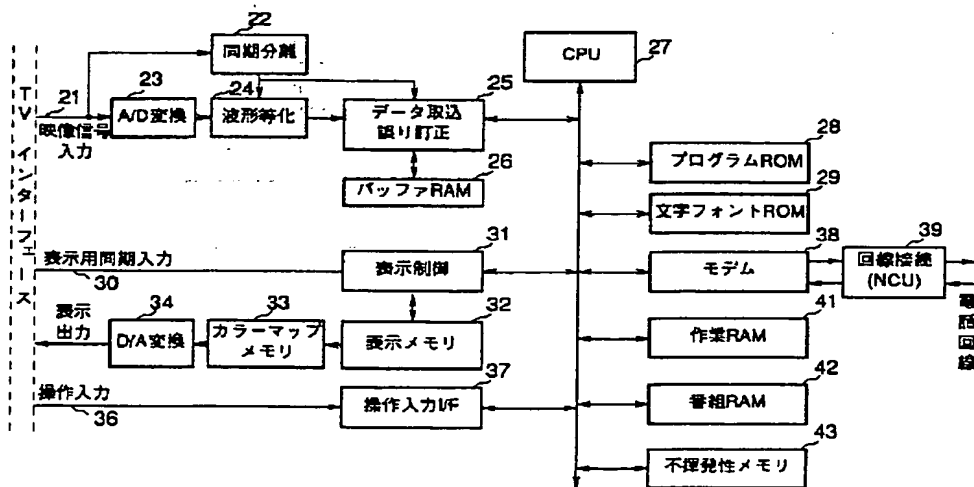 TV インターフェース
21
映像信号
入力
22
同期分離
23
A/D変換
24
波形等化
25
データ取込
誤り訂正
26
バッファRAM
27
CPU
28
プログラムROM
29
文字フォントROM
表示用同期入力
30
31
表示制御
32
表示メモリ
33
カラーマップ
メモリ
34
D/A変換
表示
出力
操作入力
36
37
操作入力I/F
38
モデム
39
回線接続
(NCU)
電話回線
41
作業RAM
42
番組RAM
43
不揮発性メモリ